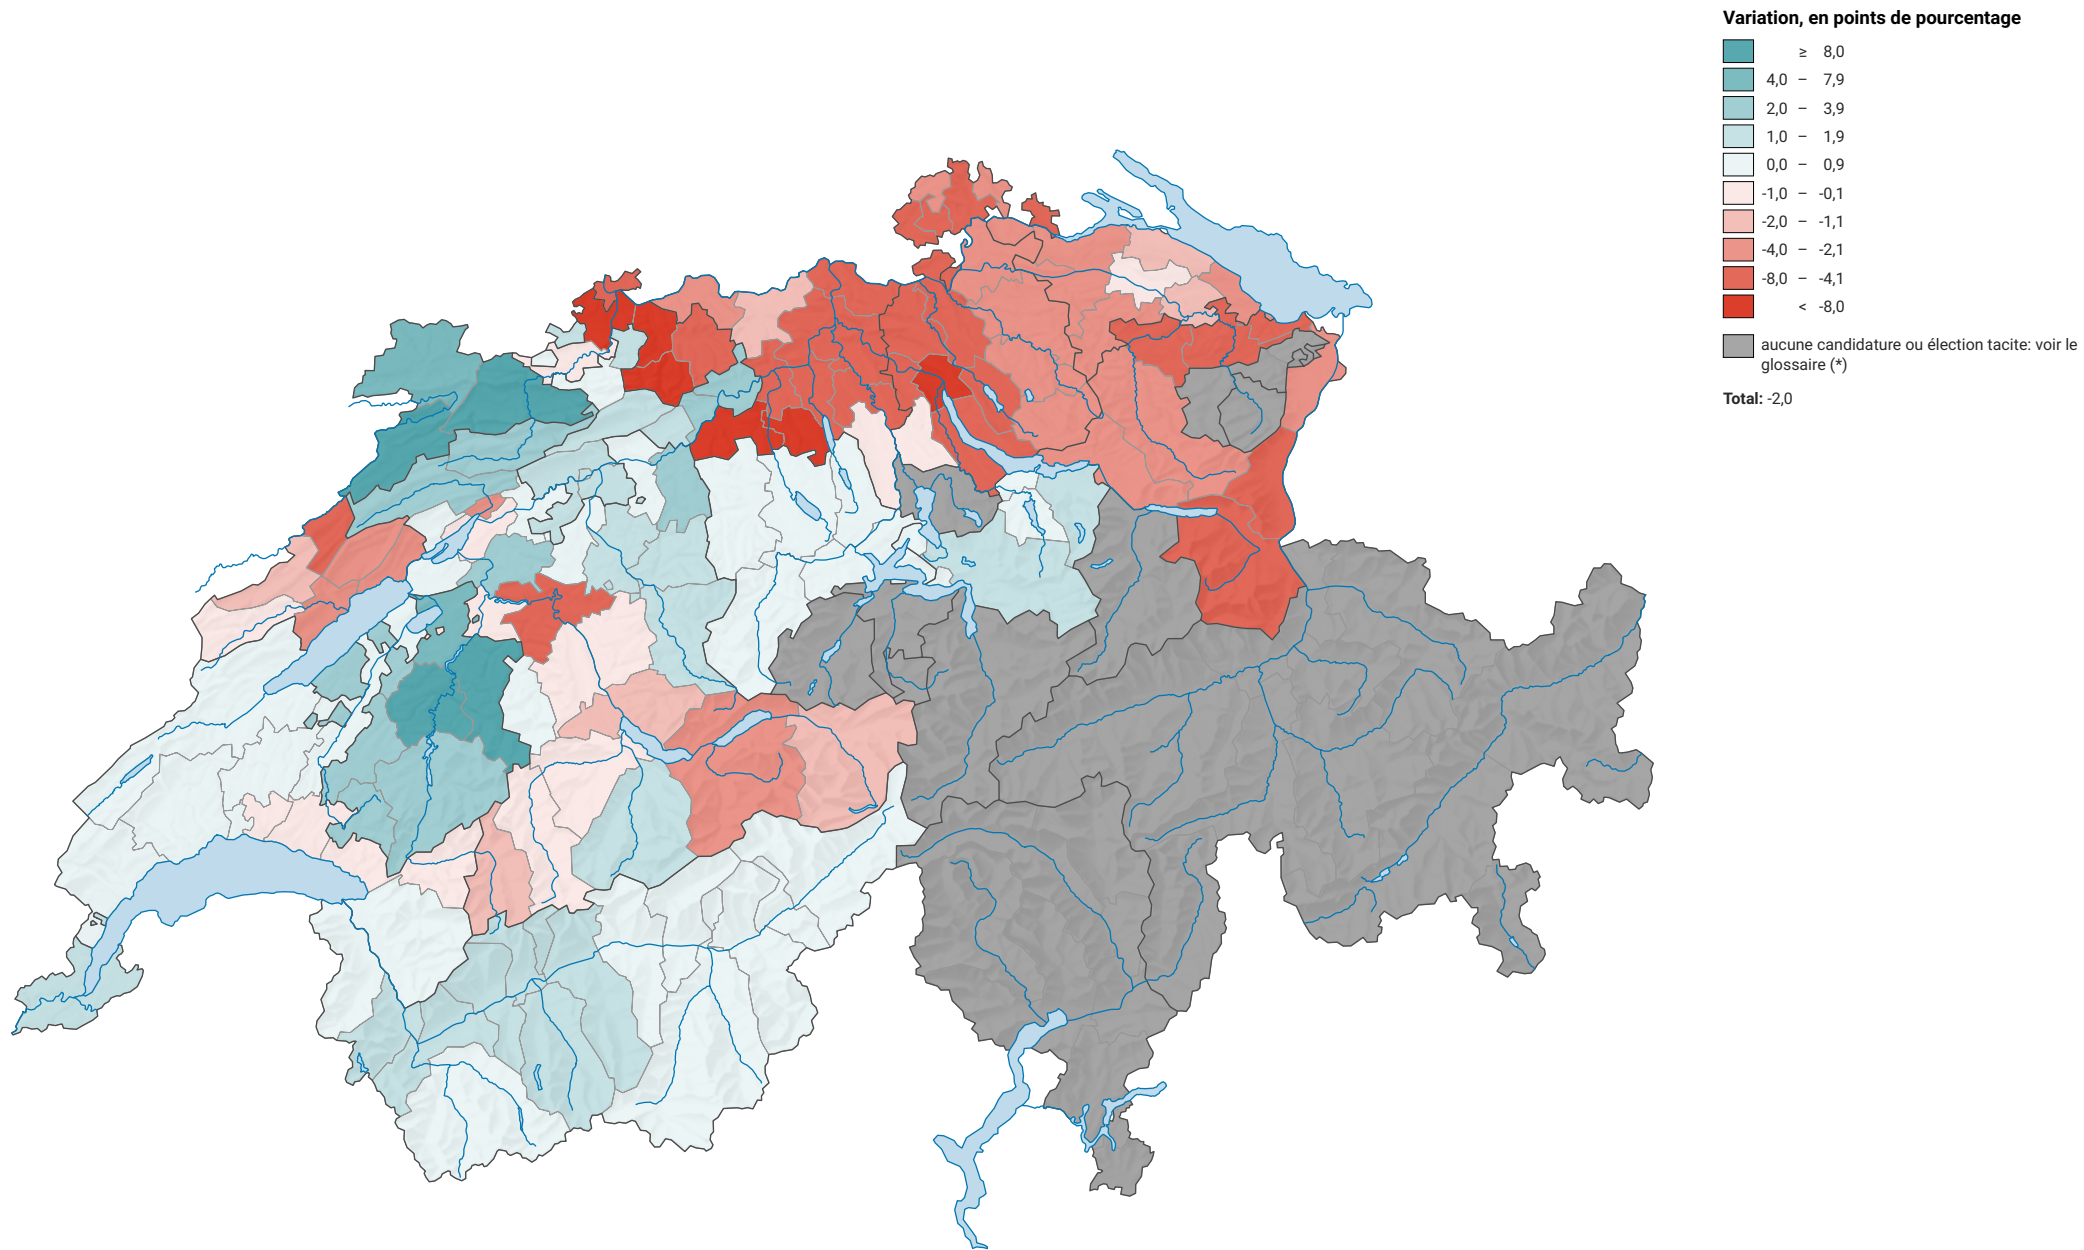 Variation, en points de pourcentage
≥ 8,0
4,0 – 7,9
2,0 – 3,9
1,0 – 1,9
0,0 – 0,9
-1,0 – -0,1
-2,0 – -1,1
-4,0 – -2,1
-8,0 – -4,1
< -8,0
aucune candidature ou élection tacite: voir le
glossaire (*)
Total: -2,0